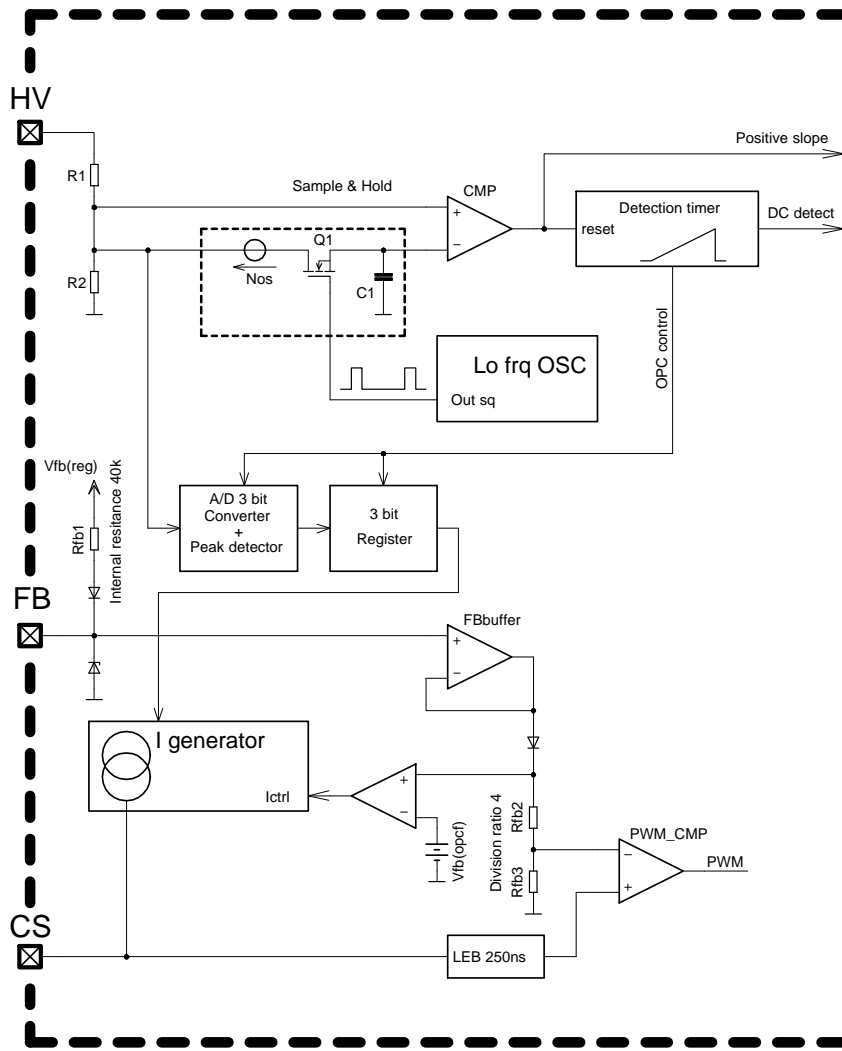 HV
Positive slope
R1
CMP
Sample & Hold
Detection timer
DC detect
+
reset
Q1
−
R2
Nos
C1
OPC control
Lo frq OSC
Out sq
Vfb(reg)
Internal resitance 40k
Rfb1
A/D 3 bit
Converter
+
Peak detector
3 bit
Register
FB
FBbuffer
+
−
I generator
Ictrl
+
−
Vfb(opcf)
Division ratio 4
Rfb2
Rfb3
PWM_CMP
−
+
PWM
CS
LEB 250ns